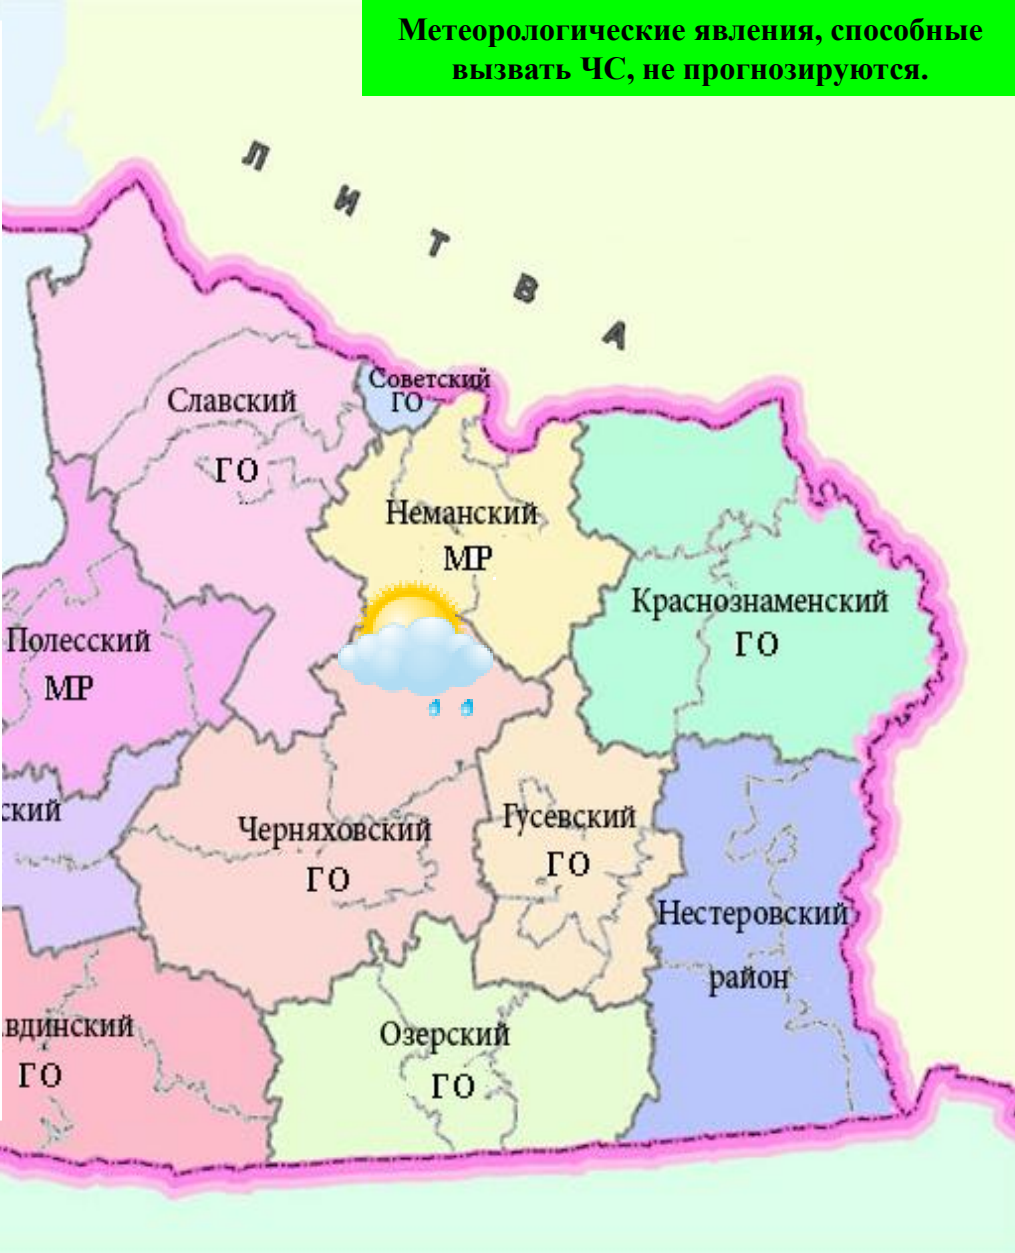 Метеорологические явления, способные
вызвать ЧС, не прогнозируются.
ЛИТВА
Советский
ГО
Славский
ГО
Неманский
МР
Краснознаменский
ГО
Полесский
МР
ский
Черняховский
ГО
Гусевский
ГО
Нестеровский
район
вдинский
ГО
Озерский
ГО